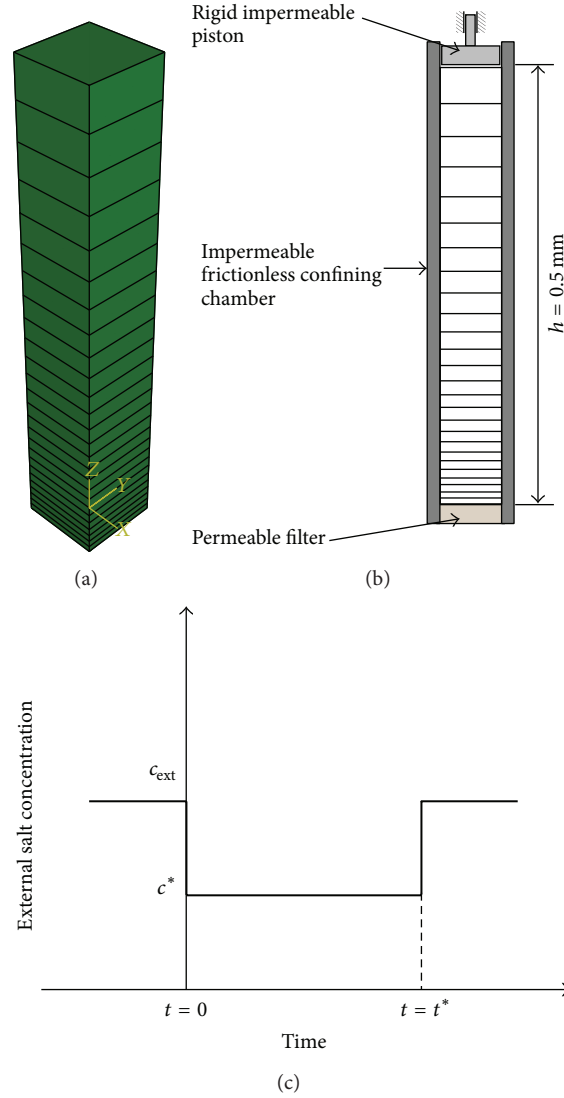 Rigid impermeable
piston
Impermeable
frictionless confining
chamber
h = 0.5 mm
Z
Y
X
Permeable filter
(a)
(b)
External salt concentration
c_ext
c*
t = 0
t = t*
Time
(c)